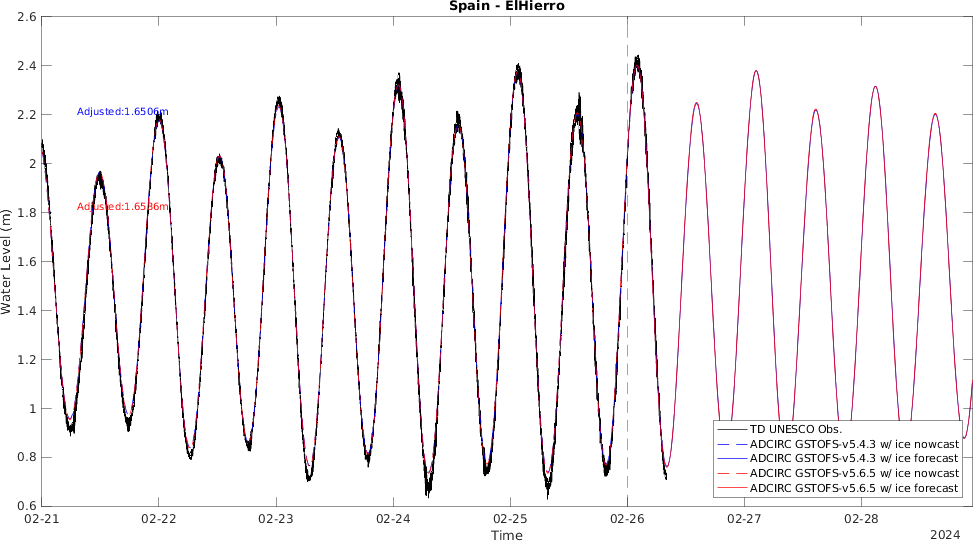 Spain - ElHierro
2.6
2.4
2.2
2
1.8
1.6
1.4
1.2
1
0.8
0.6
Water Level (m)
Adjusted:1.6506m
Adjusted:1.6536m
TD UNESCO Obs.
ADCIRC GSTOFS-v5.4.3 w/ ice nowcast
ADCIRC GSTOFS-v5.4.3 w/ ice forecast
ADCIRC GSTOFS-v5.6.5 w/ ice nowcast
ADCIRC GSTOFS-v5.6.5 w/ ice forecast
02-21 02-22 02-23 02-24 02-25 02-26 02-27 02-28
Time
2024